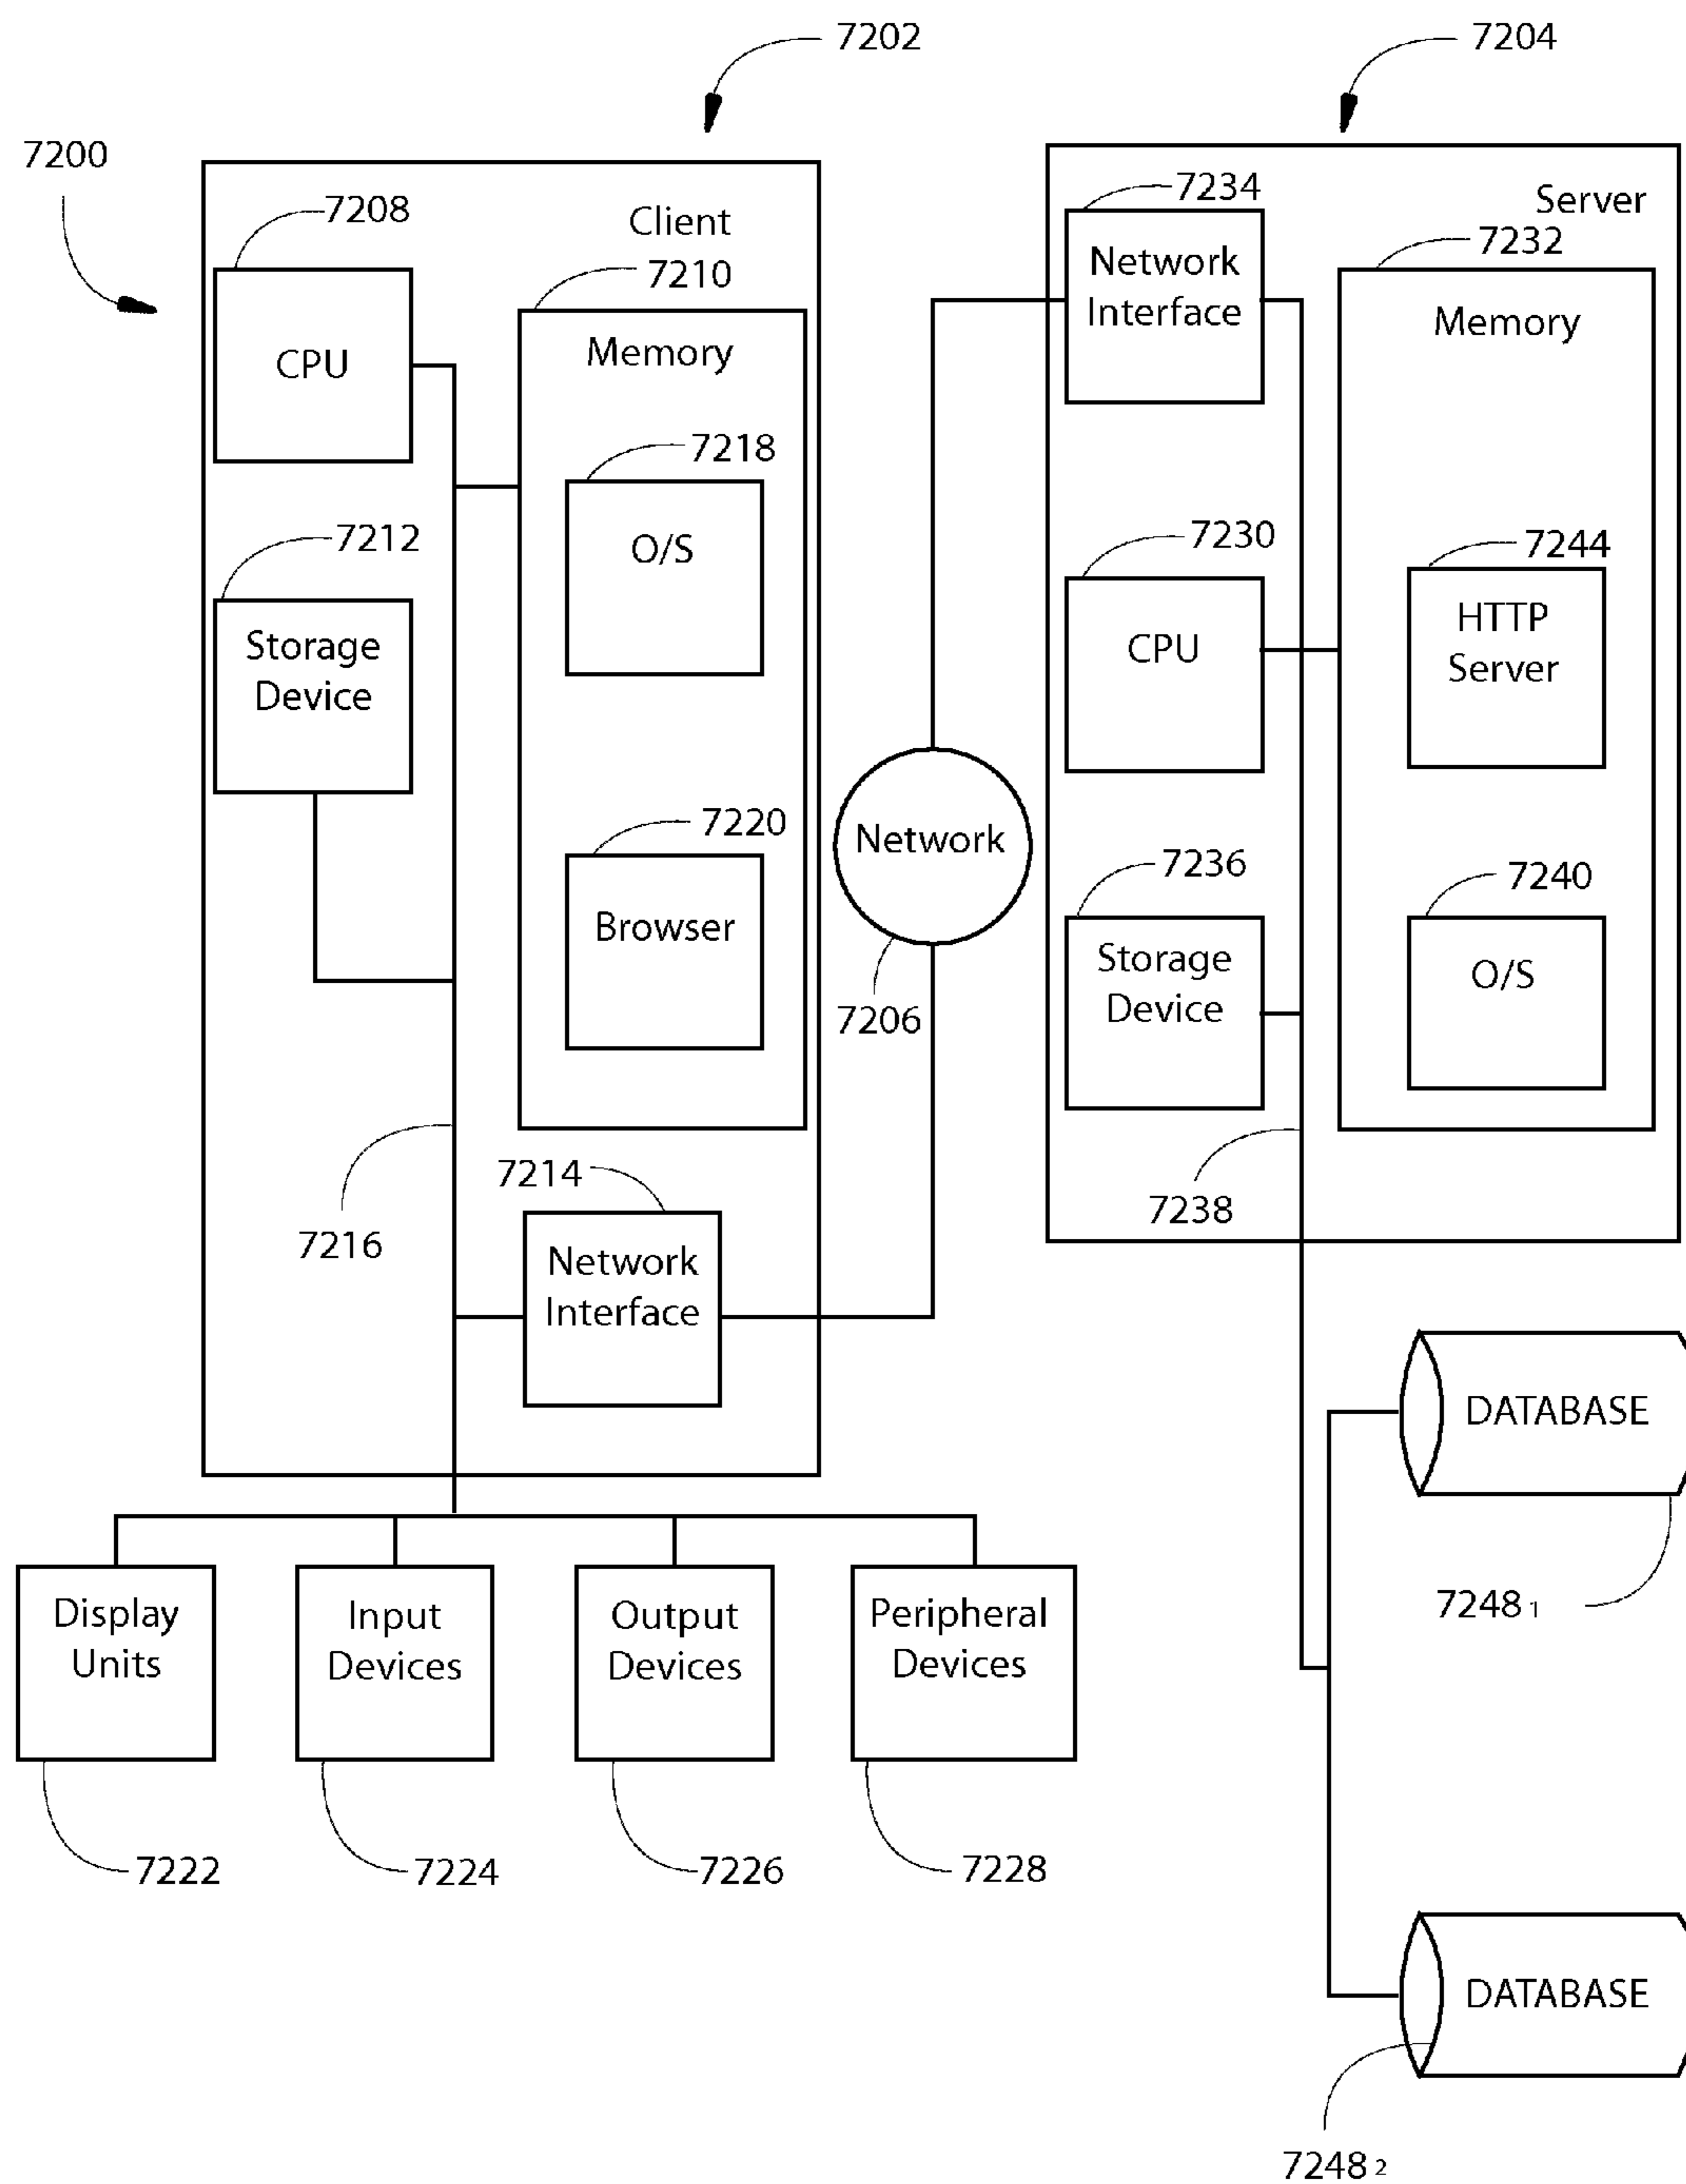 7202
7204
7200
7208
Client
7210
CPU
Memory
7218
O/S
7212
Storage
Device
7220
Browser
7216
7214
Network
Interface
Network
7206
7234
Server
7232
Network
Interface
Memory
7230
CPU
7244
HTTP
Server
7236
Storage
Device
7240
O/S
7238
DATABASE
7248 1
Display
Units
Input
Devices
Output
Devices
Peripheral
Devices
7222
7224
7226
7228
DATABASE
7248 2